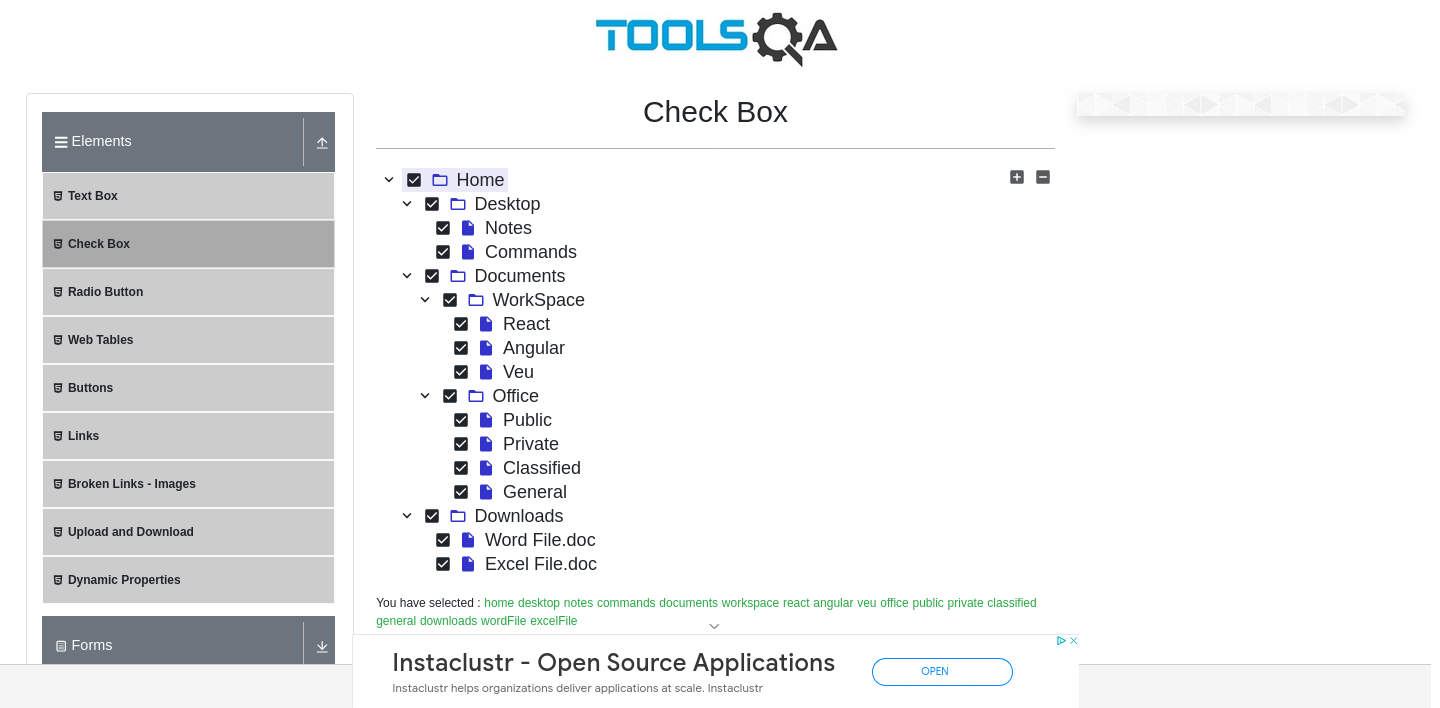 TOOLSQA
Elements
Text Box
Check Box
Radio Button
Web Tables
Buttons
Links
Broken Links - Images
Upload and Download
Dynamic Properties
Forms
Check Box
Home
Desktop
Notes
Commands
Documents
WorkSpace
React
Angular
Veu
Office
Public
Private
Classified
General
Downloads
Word File.doc
Excel File.doc
You have selected : home desktop notes commands documents workspace react angular veu office public private classified
general downloads wordFile excelFile
Instaclustr - Open Source Applications
Instaclustr helps organizations deliver applications at scale. Instaclustr
OPEN